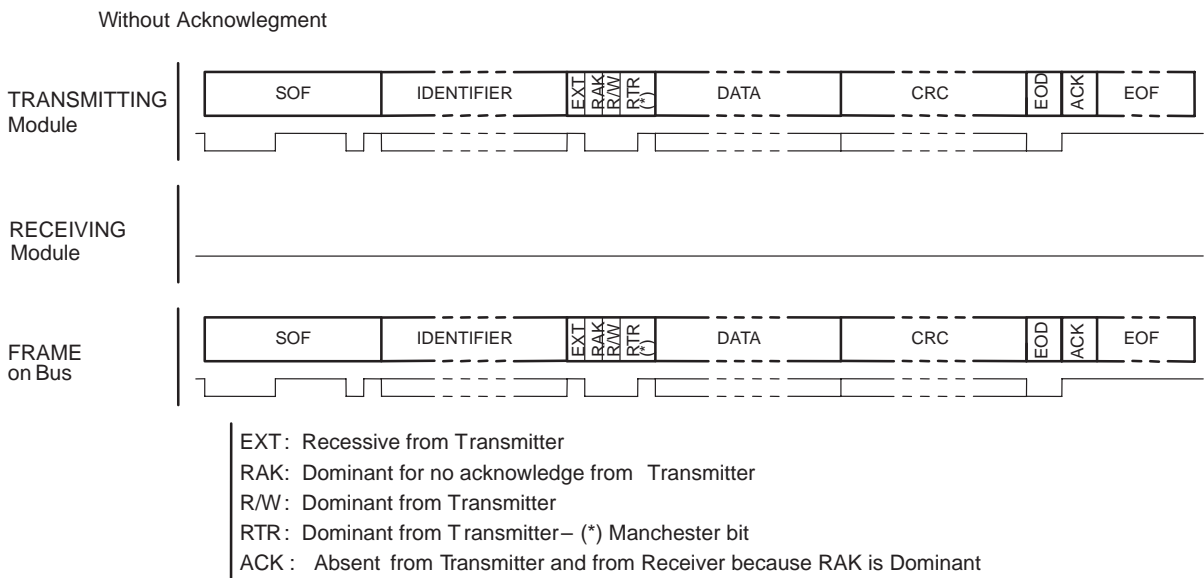 Without Acknowlegment
TRANSMITTING
Module
SOF IDENTIFIER EXT RAK R/W RTR (*) DATA CRC EOD ACK EOF
RECEIVING
Module
FRAME
on Bus
SOF IDENTIFIER EXT RAK R/W RTR (*) DATA CRC EOD ACK EOF
EXT: Recessive from Transmitter
RAK: Dominant for no acknowledge from Transmitter
R/W: Dominant from Transmitter
RTR: Dominant from Transmitter– (*) Manchester bit
ACK : Absent from Transmitter and from Receiver because RAK is Dominant